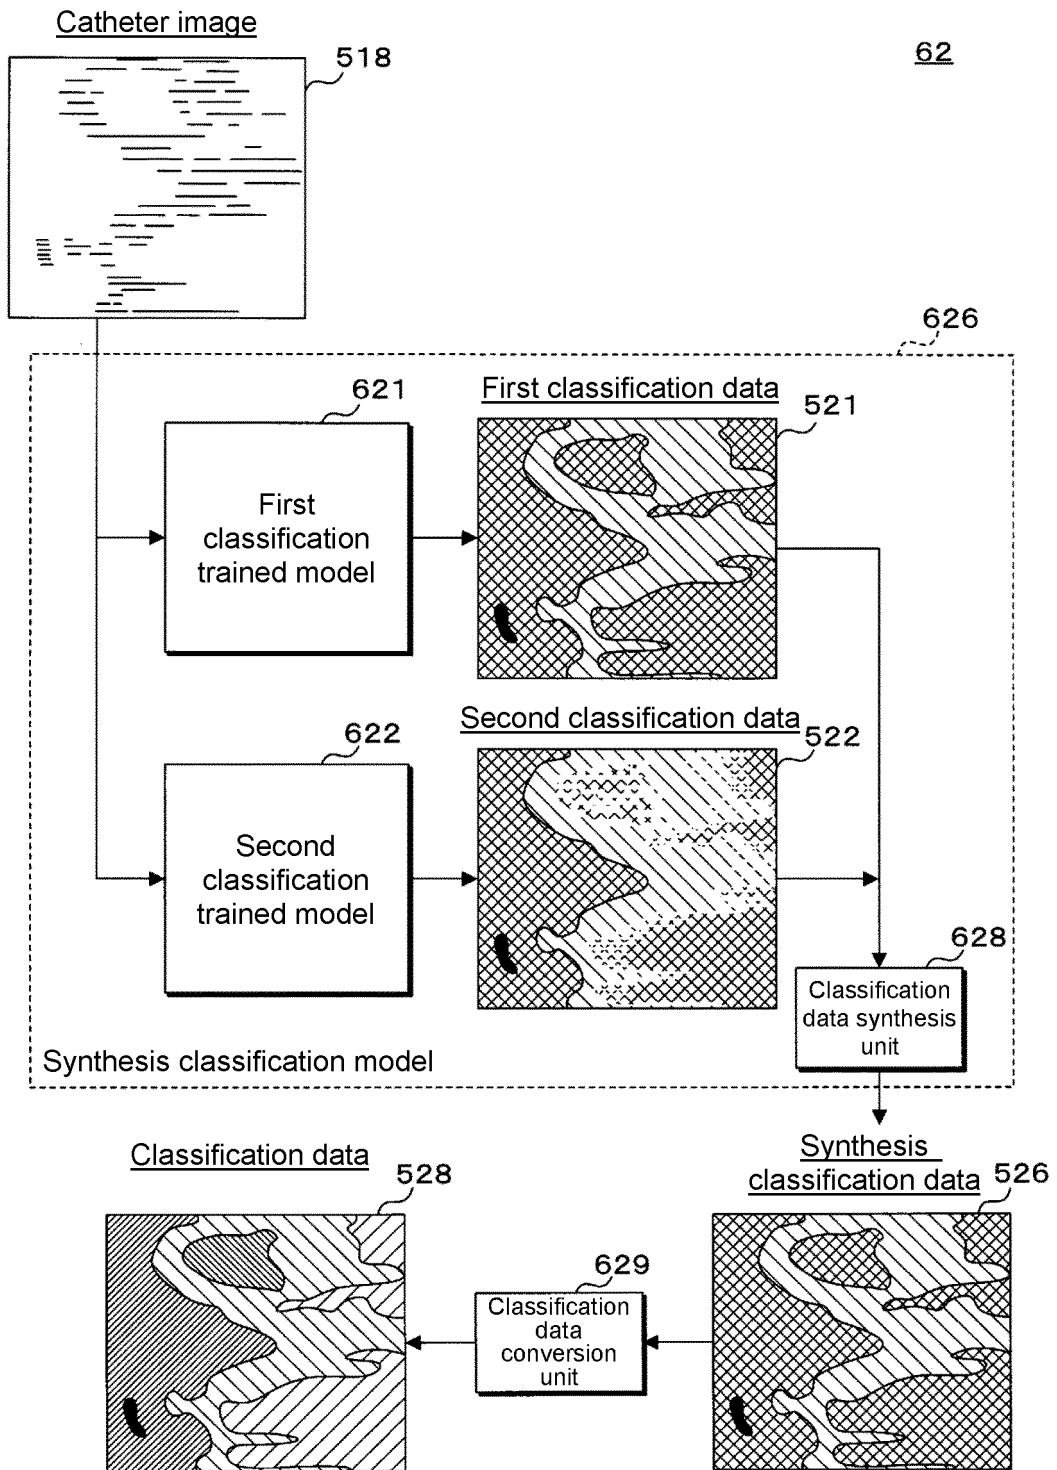 Catheter image
518
62
626
621
First classification data
521
First
classification
trained model
Second classification data
522
622
Second
classification
trained model
628
Classification
data synthesis
unit
Synthesis classification model
Classification data
528
Synthesis
classification data
526
629
Classification
data
conversion
unit